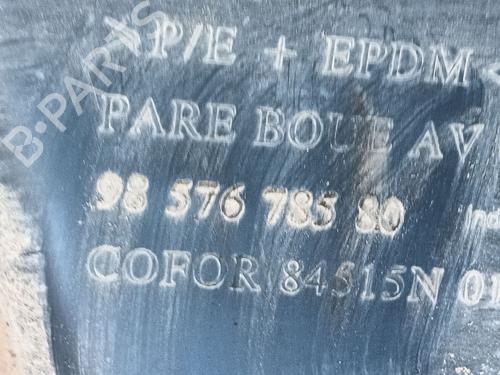 >P/E + EPDM <
PARE BOUE AV
98 576 785 80
COFOR 84515N 01
B-PARTS